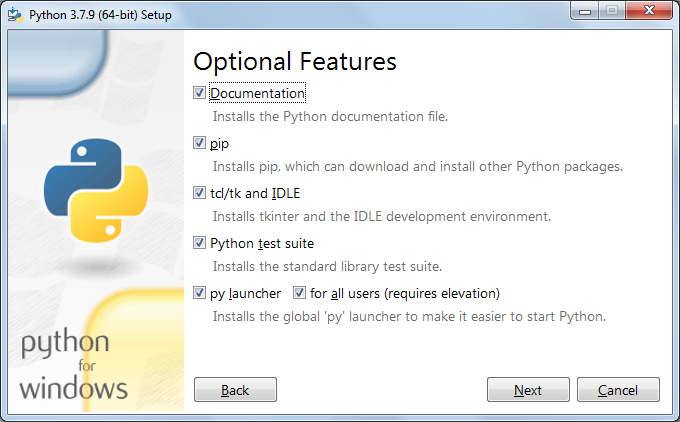 Python 3.7.9 (64-bit) Setup
Optional Features
Documentation
Installs the Python documentation file.
pip
Installs pip, which can download and install other Python packages.
tcl/tk and IDLE
Installs tkinter and the IDLE development environment.
Python test suite
Installs the standard library test suite.
py launcher for all users (requires elevation)
Installs the global 'py' launcher to make it easier to start Python.
python
for
windows
Back Next Cancel